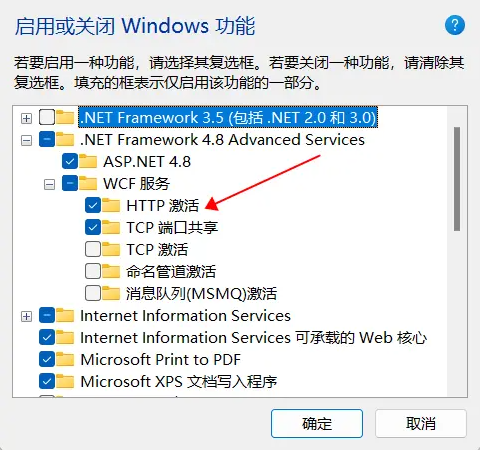 启用或关闭 Windows 功能
?
若要启用一种功能，请选择其复选框。若要关闭一种功能，请清除其
复选框。填充的框表示仅启用该功能的一部分。
.NET Framework 3.5 (包括 .NET 2.0 和 3.0)
.NET Framework 4.8 Advanced Services
ASP.NET 4.8
WCF 服务
HTTP 激活
TCP 端口共享
TCP 激活
命名管道激活
消息队列(MSMQ)激活
Internet Information Services
Internet Information Services 可承载的 Web 核心
Microsoft Print to PDF
Microsoft XPS 文档写入程序
确定
取消